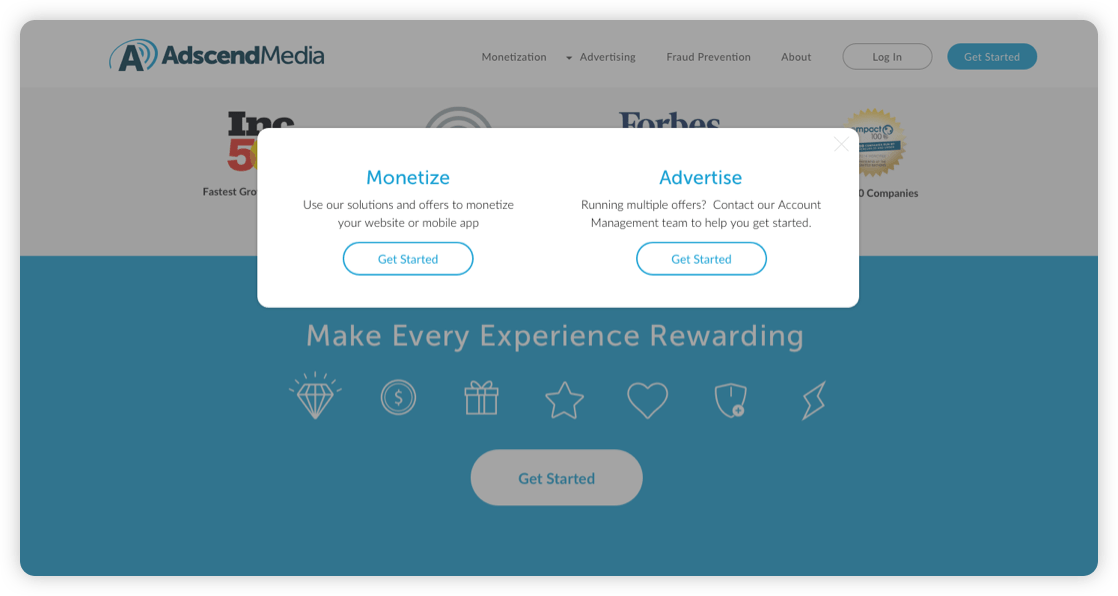 AdscendMedia
Monetization Advertising Fraud Prevention About Log In Get Started
Inc Forbes
5 mpact
100
Fastest Gro 0 Companies
Monetize
Use our solutions and offers to monetize
your website or mobile app
Get Started
Advertise
Running multiple offers? Contact our Account
Management team to help you get started.
Get Started
Make Every Experience Rewarding
$
Get Started